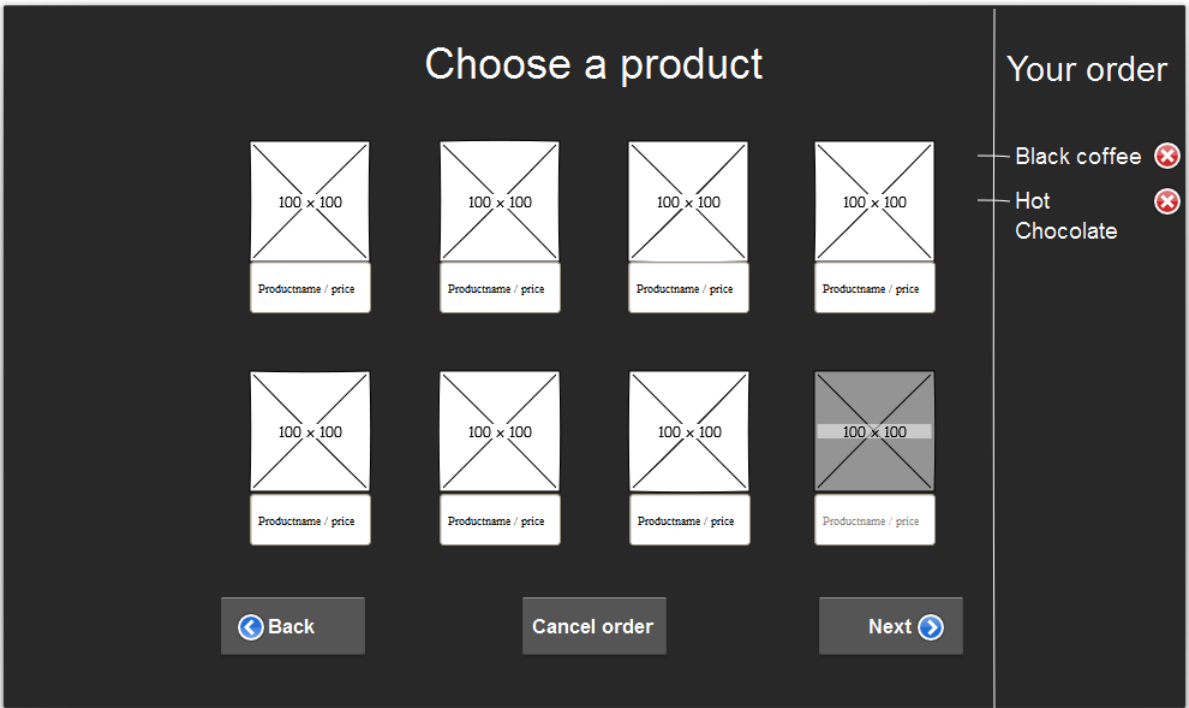 Choose a product
Your order
Black coffee
Hot
Chocolate
100 × 100
100 × 100
100 × 100
100 × 100
Productname / price
Productname / price
Productname / price
Productname / price
100 × 100
100 × 100
100 × 100
100 × 100
Productname / price
Productname / price
Productname / price
Productname / price
Back
Cancel order
Next